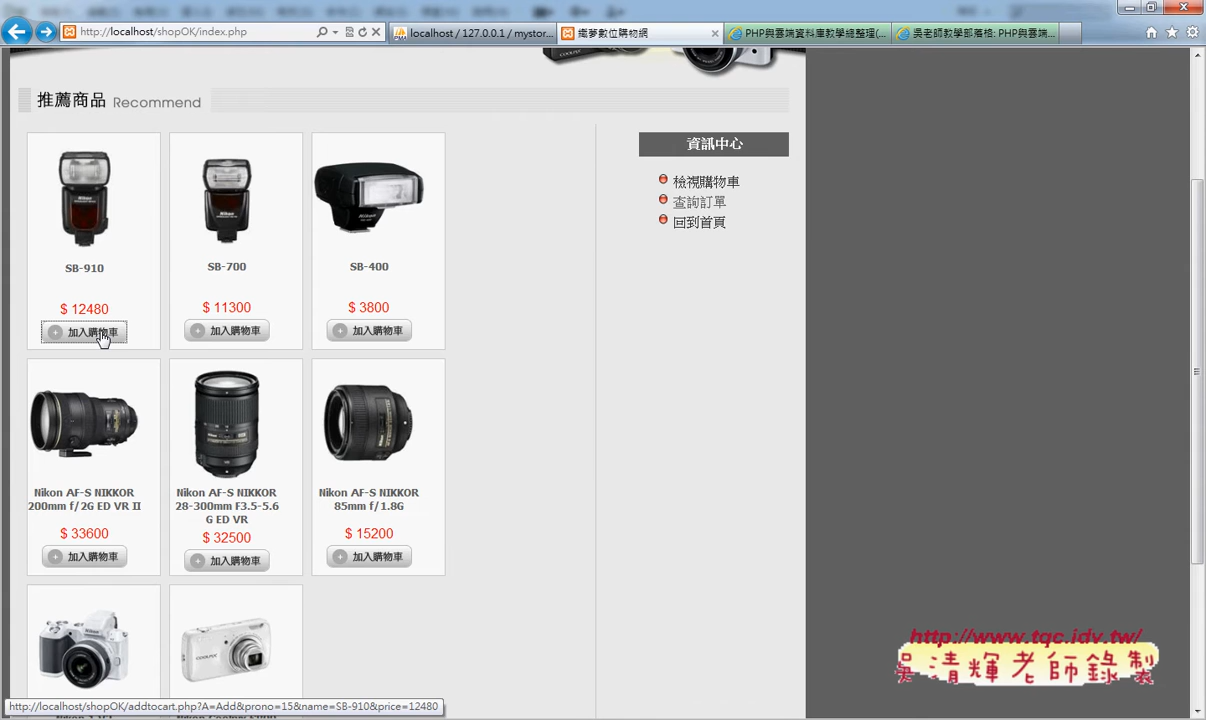 http://localhost/shopOK/index.php
localhost / 127.0.0.1 / mystor...
織夢數位購物網
PHP與雲端資料庫教學總整理(...
吳老師教學部落格: PHP與雲端...
推薦商品 Recommend
資訊中心
檢視購物車
查詢訂單
回到首頁
SB-910
$ 12480
加入購物車
SB-700
$ 11300
加入購物車
SB-400
$ 3800
加入購物車
Nikon AF-S NIKKOR
200mm f/2G ED VR II
$ 33600
加入購物車
Nikon AF-S NIKKOR
28-300mm F3.5-5.6
G ED VR
$ 32500
加入購物車
Nikon AF-S NIKKOR
85mm f/1.8G
$ 15200
加入購物車
http://www.tqc.idv.tw/
吳清輝老師錄製
http://localhost/shopOK/addtocart.php?A=Add&prono=15&name=SB-910&price=12480